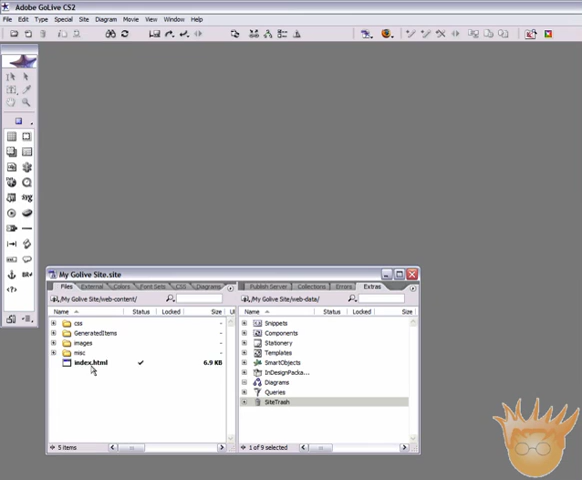 Adobe GoLive CS2
File Edit Type Special Site Diagram Movie View Window Help
My Golive Site.site
Files External Colors Font Sets CSS Diagrams
Publish Server Collections Errors Extras
/My Golive Site/web-content/
/My Golive Site/web-data/
Name Status Locked Size
Name Locked
css -
GeneratedItems -
images -
misc -
index.html 6.9 KB
Snippets
Components
Stationery
Templates
SmartObjects
InDesignPacka...
Diagrams
Queries
SiteTrash
5 items
1 of 9 selected